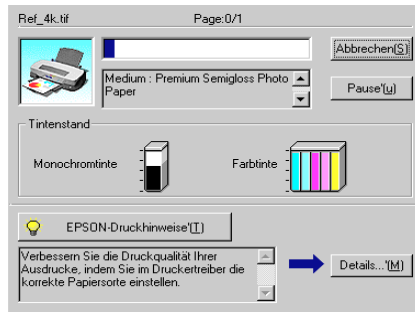 Ref_4k.tif Page:0/1
Abbrechen(S)
Medium : Premium Semigloss Photo
Paper
Pause'(u)
Tintenstand
Monochromtinte Farbtinte
EPSON-Druckhinweise'(T)
Verbessern Sie die Druckqualität Ihrer
Ausdrucke, indem Sie im Druckertreiber die
korrekte Papiersorte einstellen.
Details...'(M)